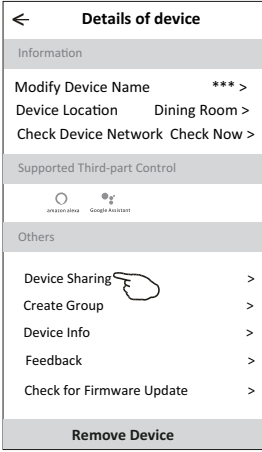 ← Details of device
Information
Modify Device Name *** >
Device Location Dining Room >
Check Device Network Check Now >
Supported Third-part Control
amazon alexa Google Assistant
Others
Device Sharing >
Create Group >
Device Info >
Feedback >
Check for Firmware Update >
Remove Device